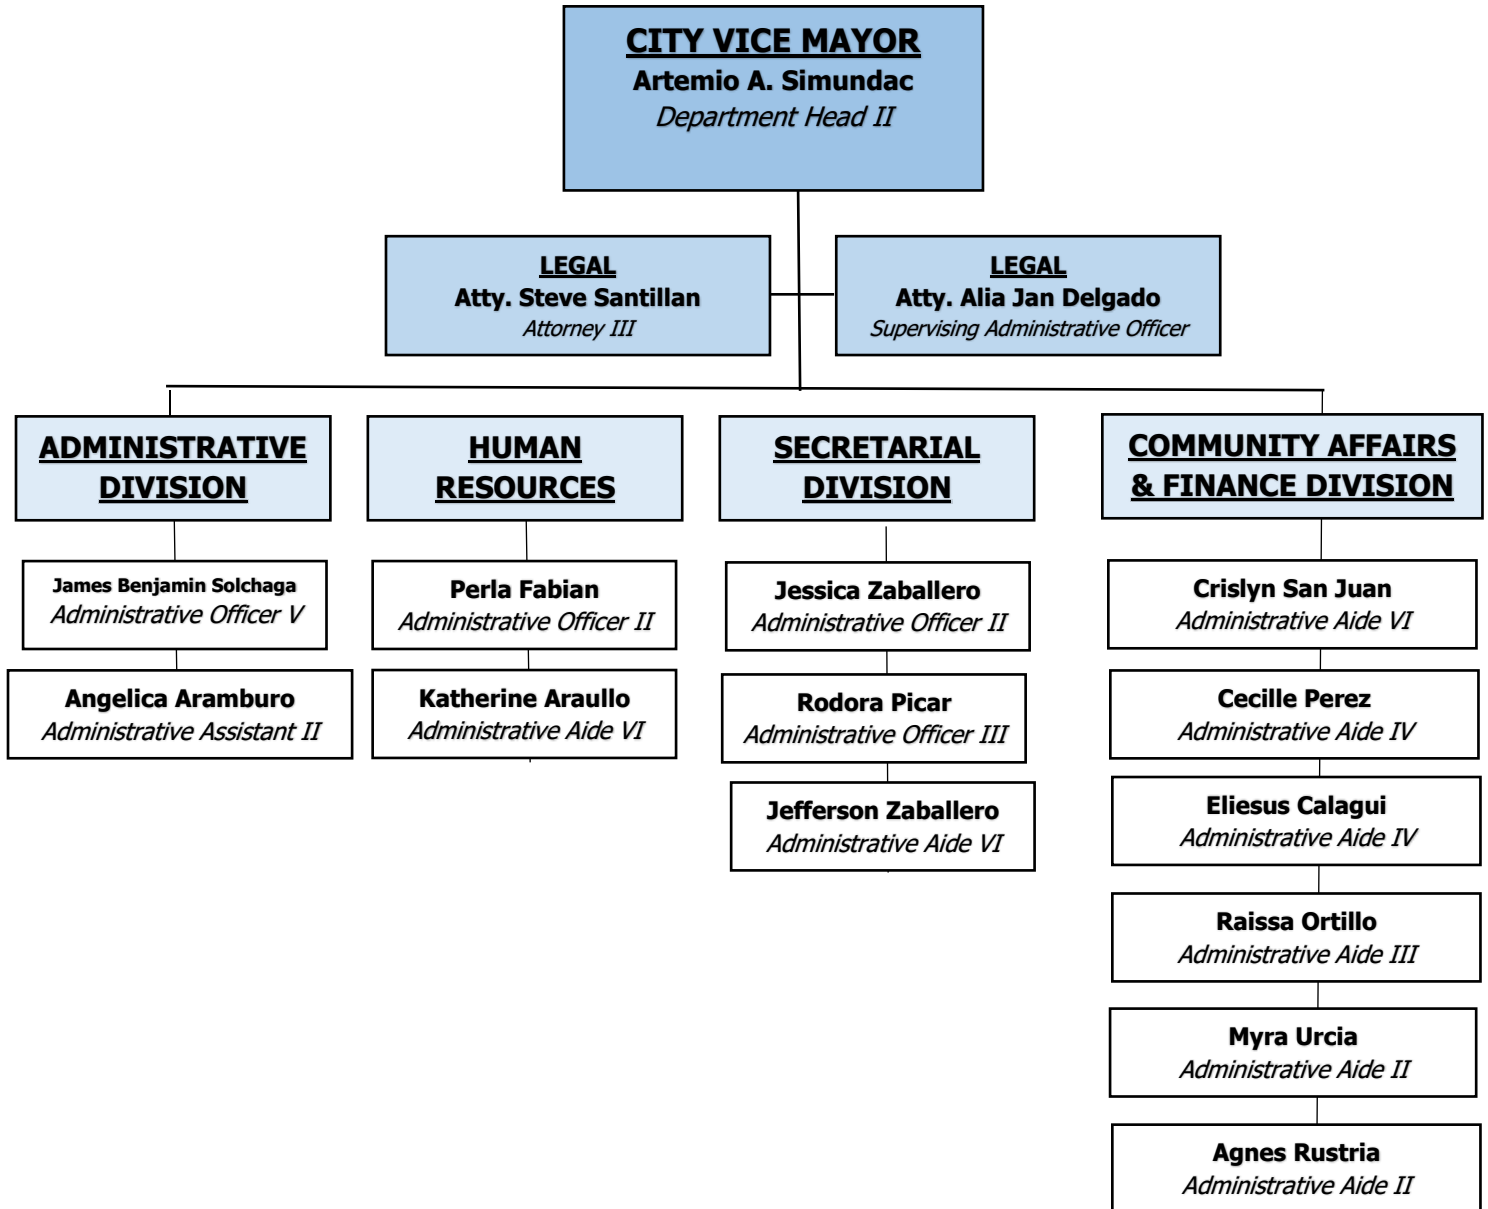 CITY VICE MAYOR
Artemio A. Simundac
Department Head II
LEGAL
Atty. Steve Santillan
Attorney III
LEGAL
Atty. Alia Jan Delgado
Supervising Administrative Officer
ADMINISTRATIVE
DIVISION
James Benjamin Solchaga
Administrative Officer V
Angelica Aramburo
Administrative Assistant II
HUMAN
RESOURCES
Perla Fabian
Administrative Officer II
Katherine Araullo
Administrative Aide VI
SECRETARIAL
DIVISION
Jessica Zaballero
Administrative Officer II
Rodora Picar
Administrative Officer III
Jefferson Zaballero
Administrative Aide VI
COMMUNITY AFFAIRS
& FINANCE DIVISION
Crislyn San Juan
Administrative Aide VI
Cecille Perez
Administrative Aide IV
Eliesus Calagui
Administrative Aide IV
Raissa Ortillo
Administrative Aide III
Myra Urcia
Administrative Aide II
Agnes Rustria
Administrative Aide II